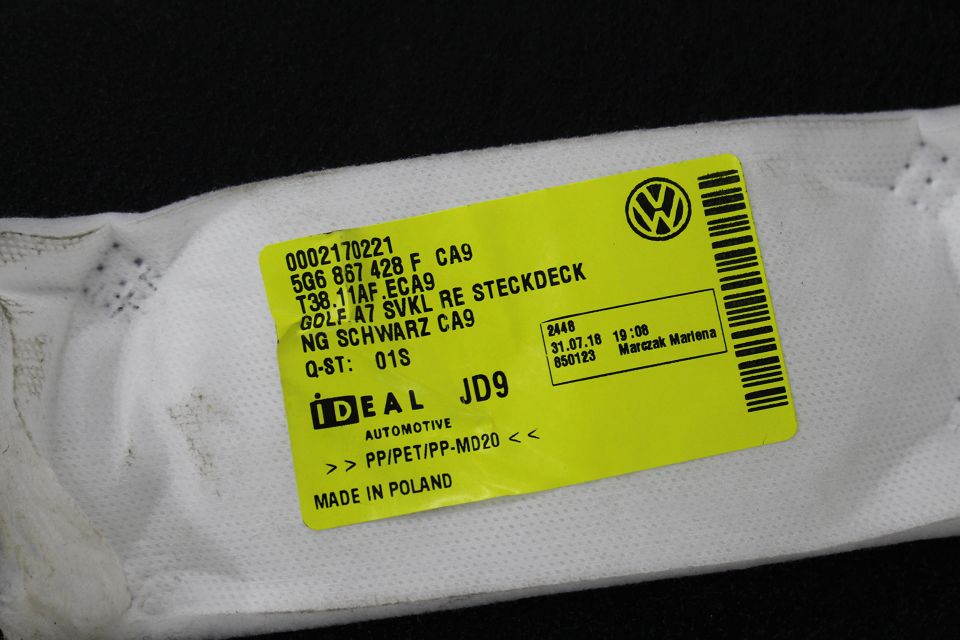 0002170221
5G6 867 428 F CA9
T38.11AF.ECA9
GOLF A7 SVKL RE STECKDECK
NG SCHWARZ CA9
Q-ST: 01S
2448
31.07.18 19:08
850123 Marczak Marlena
iDEAL JD9
AUTOMOTIVE
>> PP/PET/PP-MD20 <<
MADE IN POLAND